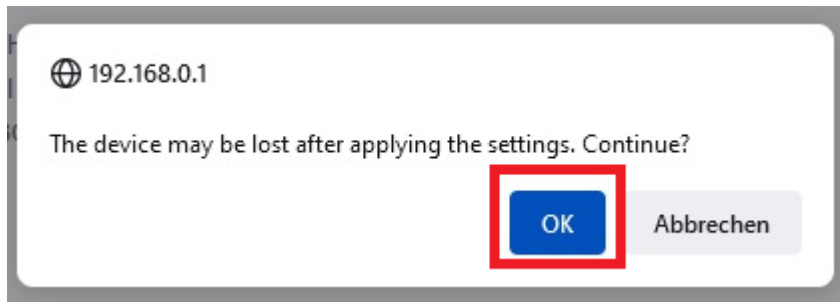 192.168.0.1
The device may be lost after applying the settings. Continue?
OK Abbrechen